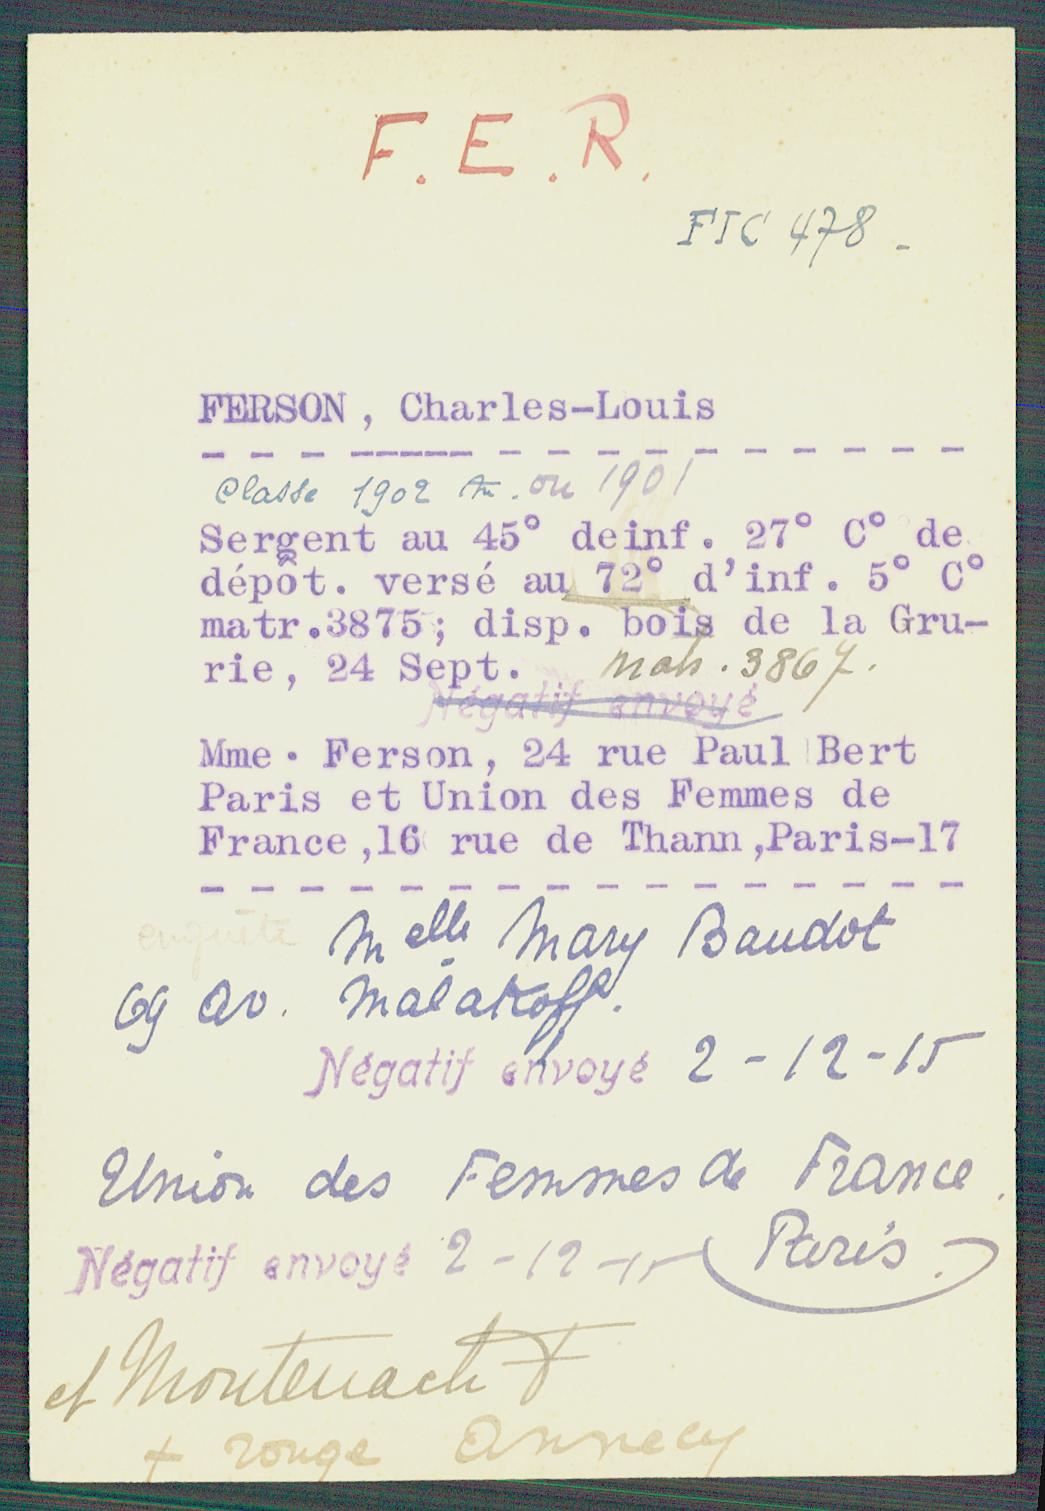 F. E. R.
FIC 478 -
FERSON, Charles-Louis
Classe 1902 ou 1901
Sergent au 45° deinf. 27° C° de
dépôt. versé au 72° d'inf. 5° C°
matr.3875; disp. bois de la Gru-
rie, 24 Sept. 3867.
Négatif envoyé
Mme. Ferson, 24 rue Paul Bert
Paris et Union des Femmes de
France,16 rue de Thann,Paris-17
enquête Melle Mary Baudot
69 av. Malakoff.
Négatif envoyé 2-12-15
Union des Femmes de France.
Négatif envoyé 2-12-15 Paris.
et Montenach
+ rouge Annecy